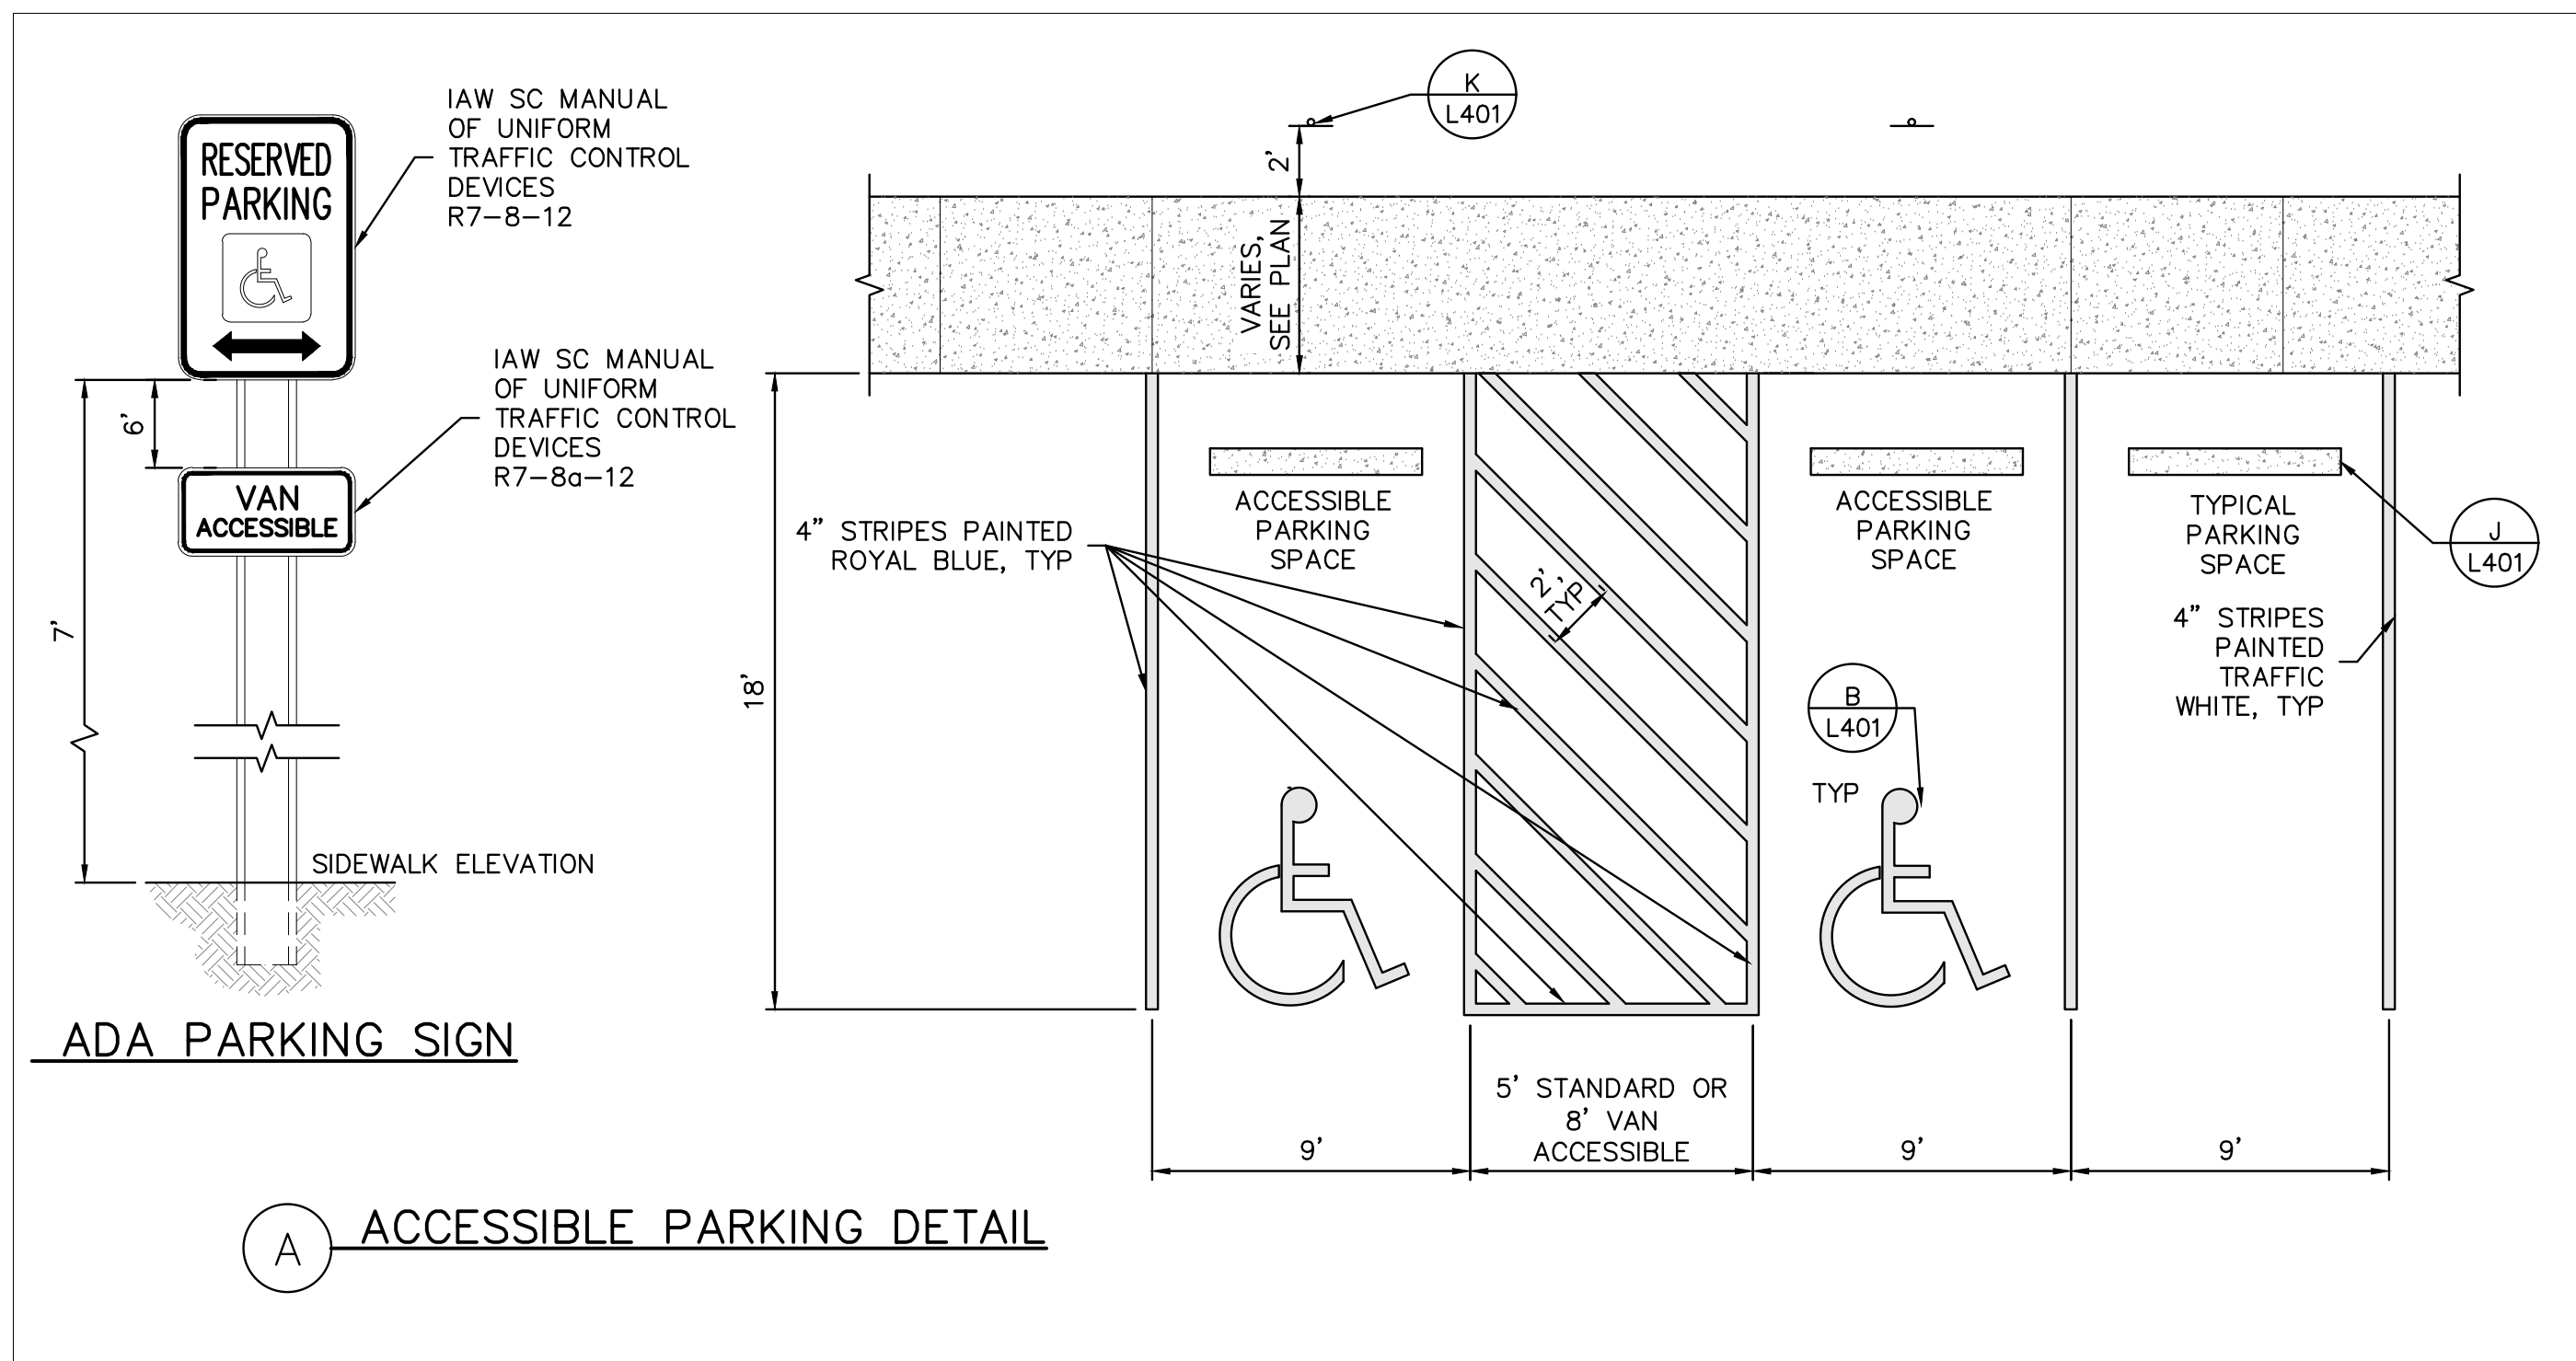 RESERVED
PARKING
IAW SC MANUAL
OF UNIFORM
TRAFFIC CONTROL
DEVICES
R7-8-12
6'
VAN
ACCESSIBLE
IAW SC MANUAL
OF UNIFORM
TRAFFIC CONTROL
DEVICES
R7-8a-12
7'
SIDEWALK ELEVATION
ADA PARKING SIGN
K
L401
2'
VARIES,
SEE PLAN
18'
4" STRIPES PAINTED
ROYAL BLUE, TYP
ACCESSIBLE
PARKING
SPACE
2',
TYP
ACCESSIBLE
PARKING
SPACE
TYPICAL
PARKING
SPACE
J
L401
4" STRIPES
PAINTED
TRAFFIC
WHITE, TYP
B
L401
TYP
9'
5' STANDARD OR
8' VAN
ACCESSIBLE
9'
9'
A
ACCESSIBLE PARKING DETAIL